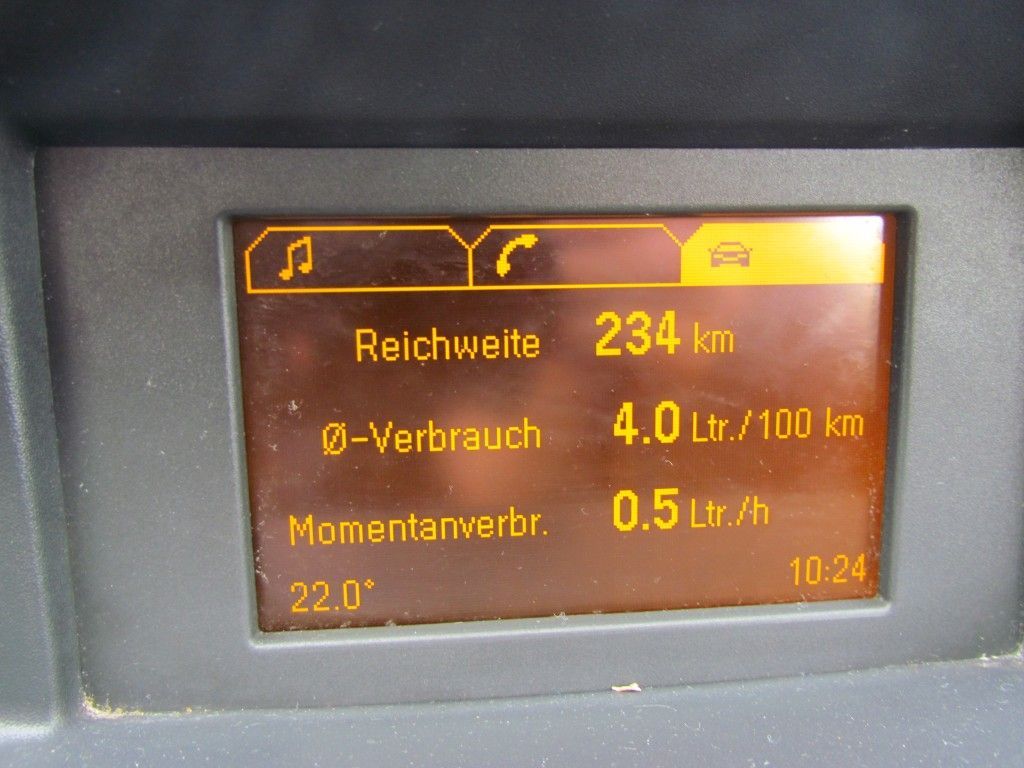 Reichweite 234 km
Ø-Verbrauch 4.0 Ltr./100 km
Momentanverbr. 0.5 Ltr./h
22.0° 10:24